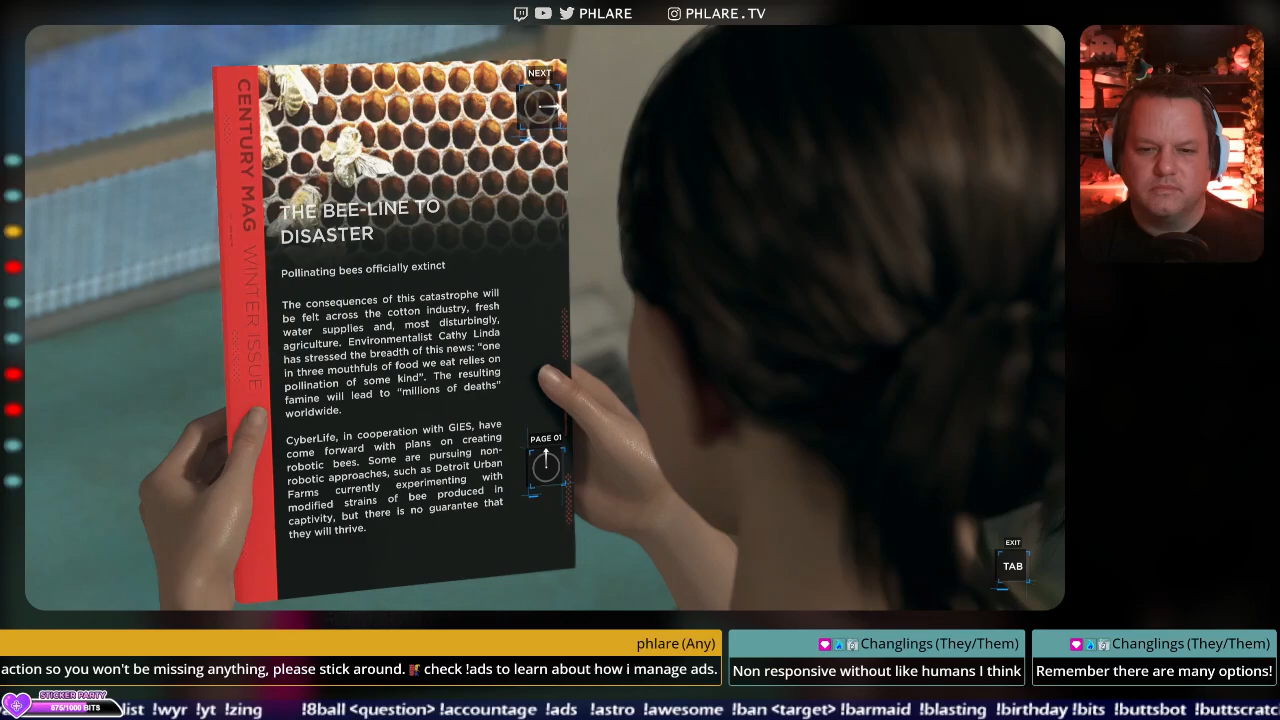 PHLARE PHLARE.TV
CENTURY MAG WINTER ISSUE
NEXT
THE BEE-LINE TO
DISASTER
Pollinating bees officially extinct
The consequences of this catastrophe will
be felt across the cotton industry, fresh
water supplies and, most disturbingly,
agriculture. Environmentalist Cathy Linda
has stressed the breadth of this news: “one
in three mouthfuls of food we eat relies on
pollination of some kind”. The resulting
famine will lead to “millions of deaths”
worldwide.
CyberLife, in cooperation with GIES, have
come forward with plans on creating
robotic bees. Some are pursuing non-
robotic approaches, such as Detroit Urban
Farms currently experimenting with
modified strains of bee produced in
captivity, but there is no guarantee that
they will thrive.
PAGE 01
EXIT
TAB
phlare (Any)
action so you won't be missing anything, please stick around. check !ads to learn about how i manage ads.
Changlings (They/Them)
Non responsive without like humans I think
Changlings (They/Them)
Remember there are many options!
STICKER PARTY
675/1000 BITS
list !wyr !yt !zing !8ball <question> !accountage !ads !astro !awesome !ban <target> !barmaid !blasting !birthday !bits !buttsbot !buttscratc